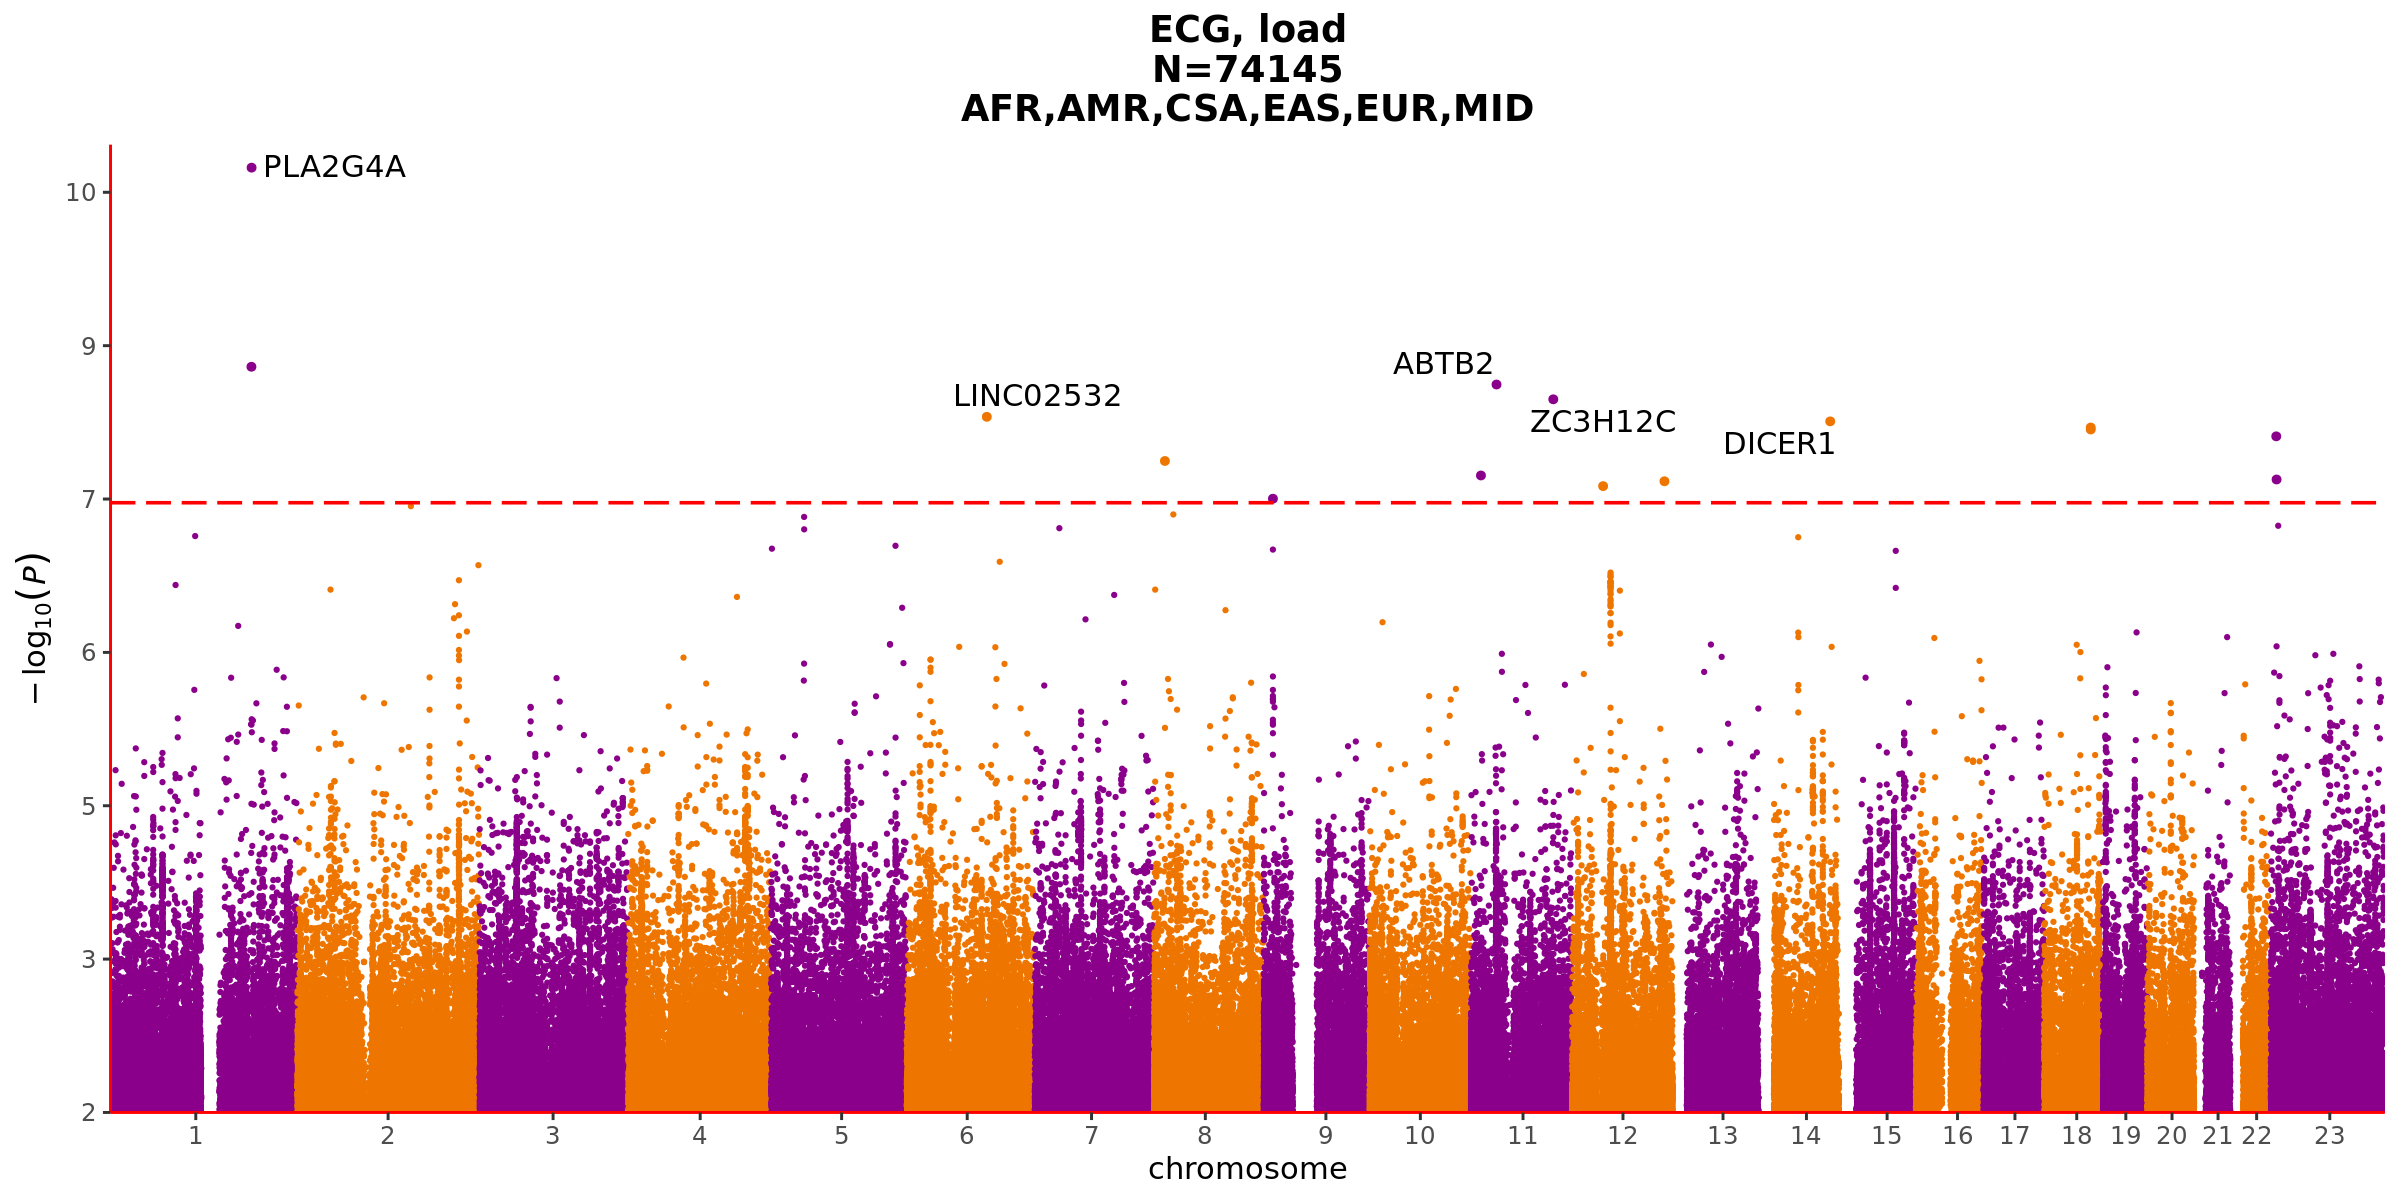 ECG, load
N=74145
AFR,AMR,CSA,EAS,EUR,MID
PLA2G4A
10
9
ABTB2
LINC02532
ZC3H12C
DICER1
7
−log10(P)
6
5
3
2
1 2 3 4 5 6 7 8 9 10 11 12 13 14 15 16 17 18 19 20 21 22 23
chromosome